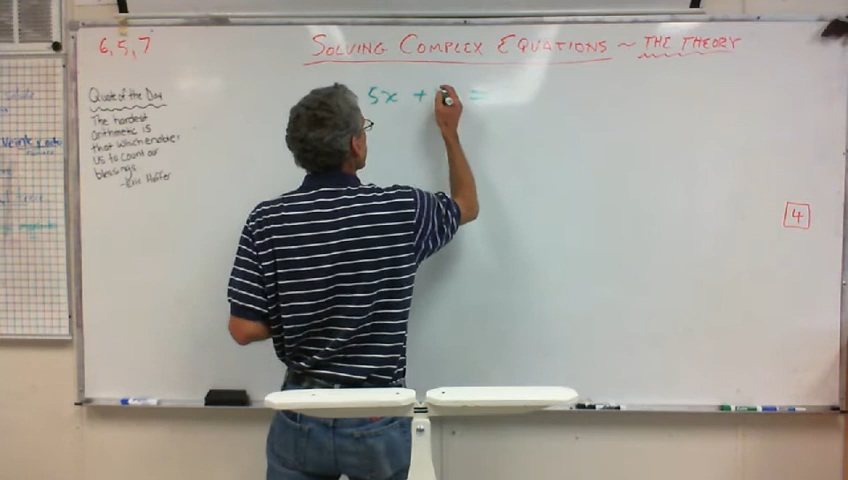 6,5,7
SOLVING COMPLEX EQUATIONS ~ THE THEORY
Quote of the Day
The hardest
arithmetic is
that which enables
us to count our
blessings
-Eric Hoffer
5x + =
4